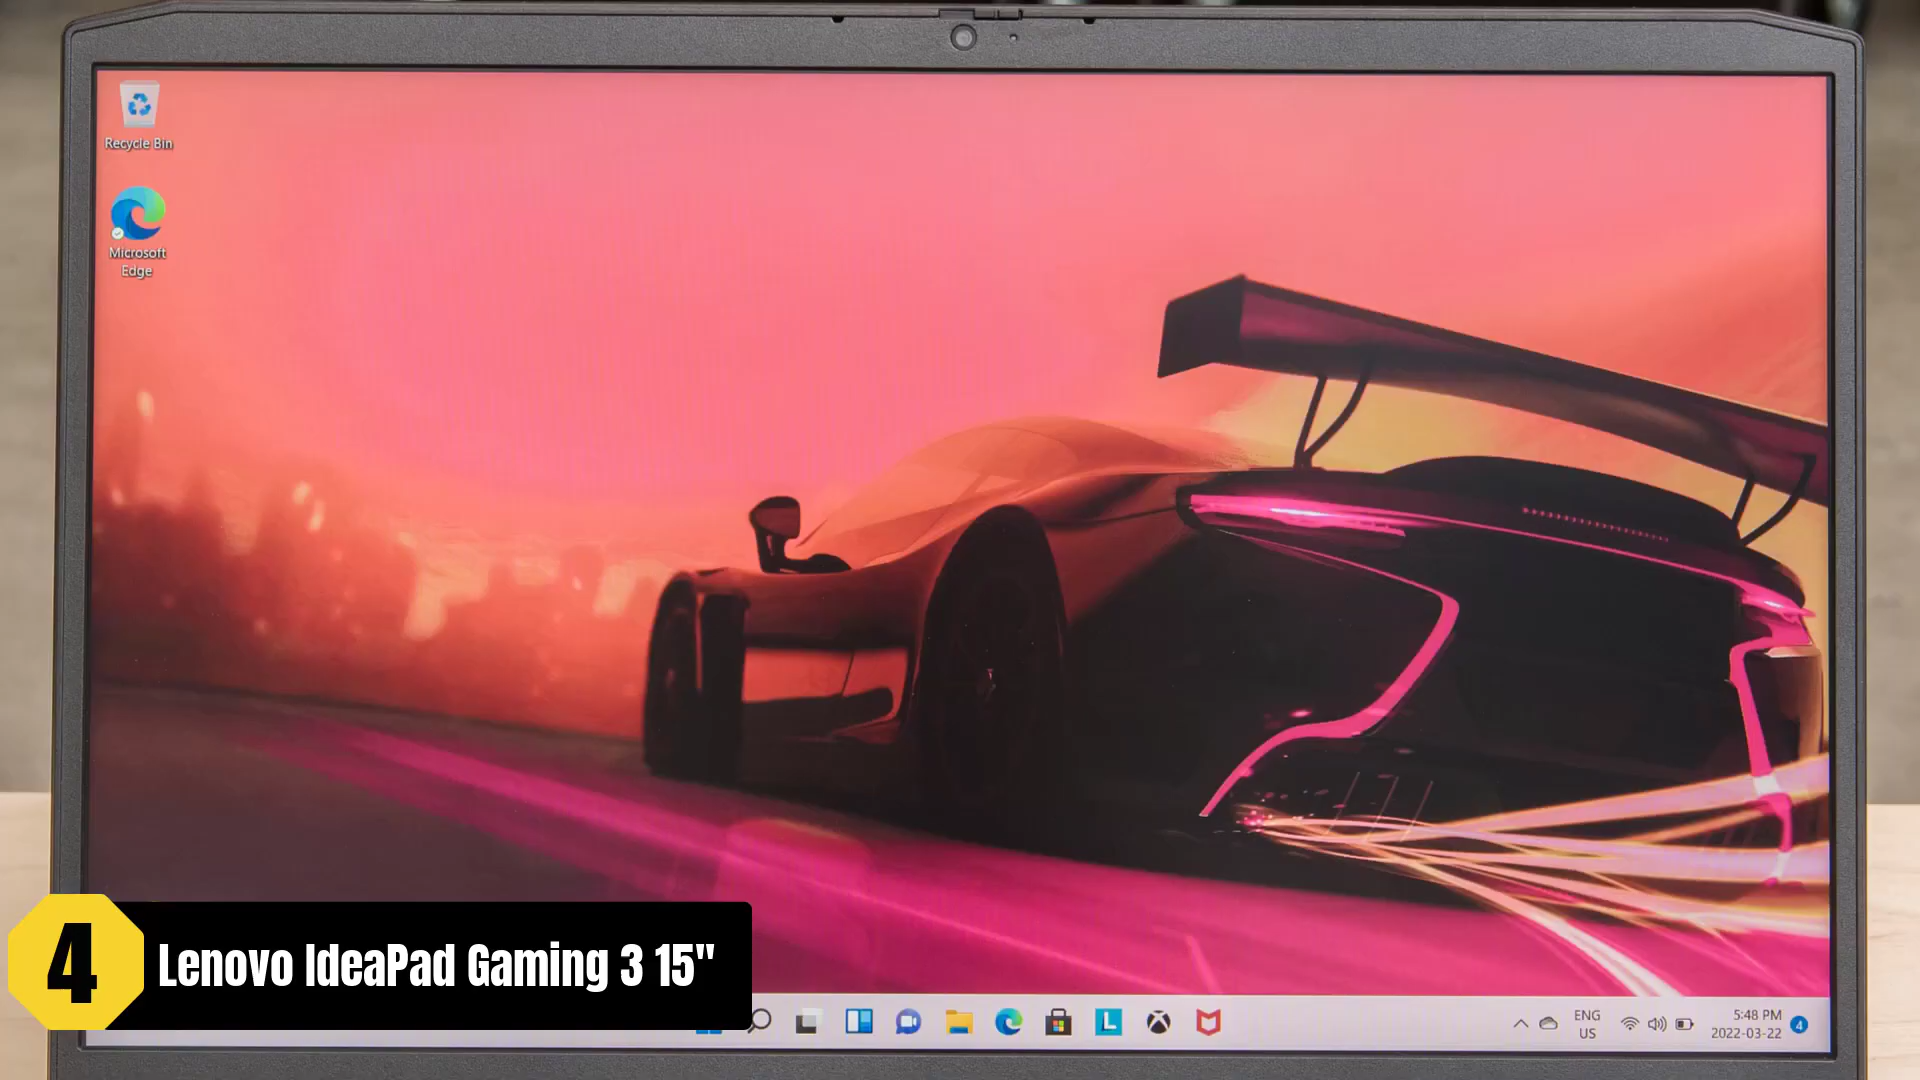 Recycle Bin
Microsoft
Edge
4
Lenovo IdeaPad Gaming 3 15"
L
ENG
US
5:48 PM
2022-03-22
4